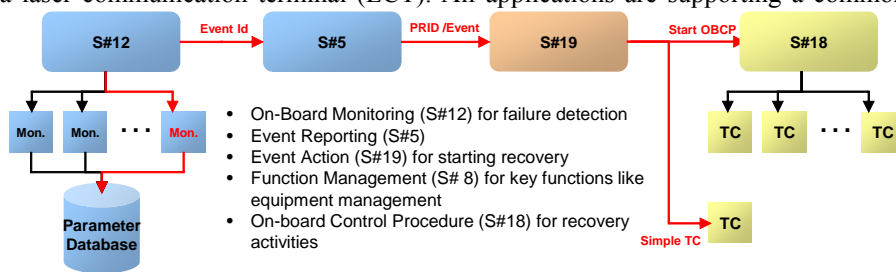 a laser communication terminal (LCT). All applications are supporting a common
S#12
Event Id
S#5
PRID /Event
S#19
Start OBCP
S#18
Mon.
Mon.
· · ·
Mon.
Parameter
Database
• On-Board Monitoring (S#12) for failure detection
• Event Reporting (S#5)
• Event Action (S#19) for starting recovery
• Function Management (S# 8) for key functions like
equipment management
• On-board Control Procedure (S#18) for recovery
activities
TC
TC
· · ·
TC
Simple TC
TC